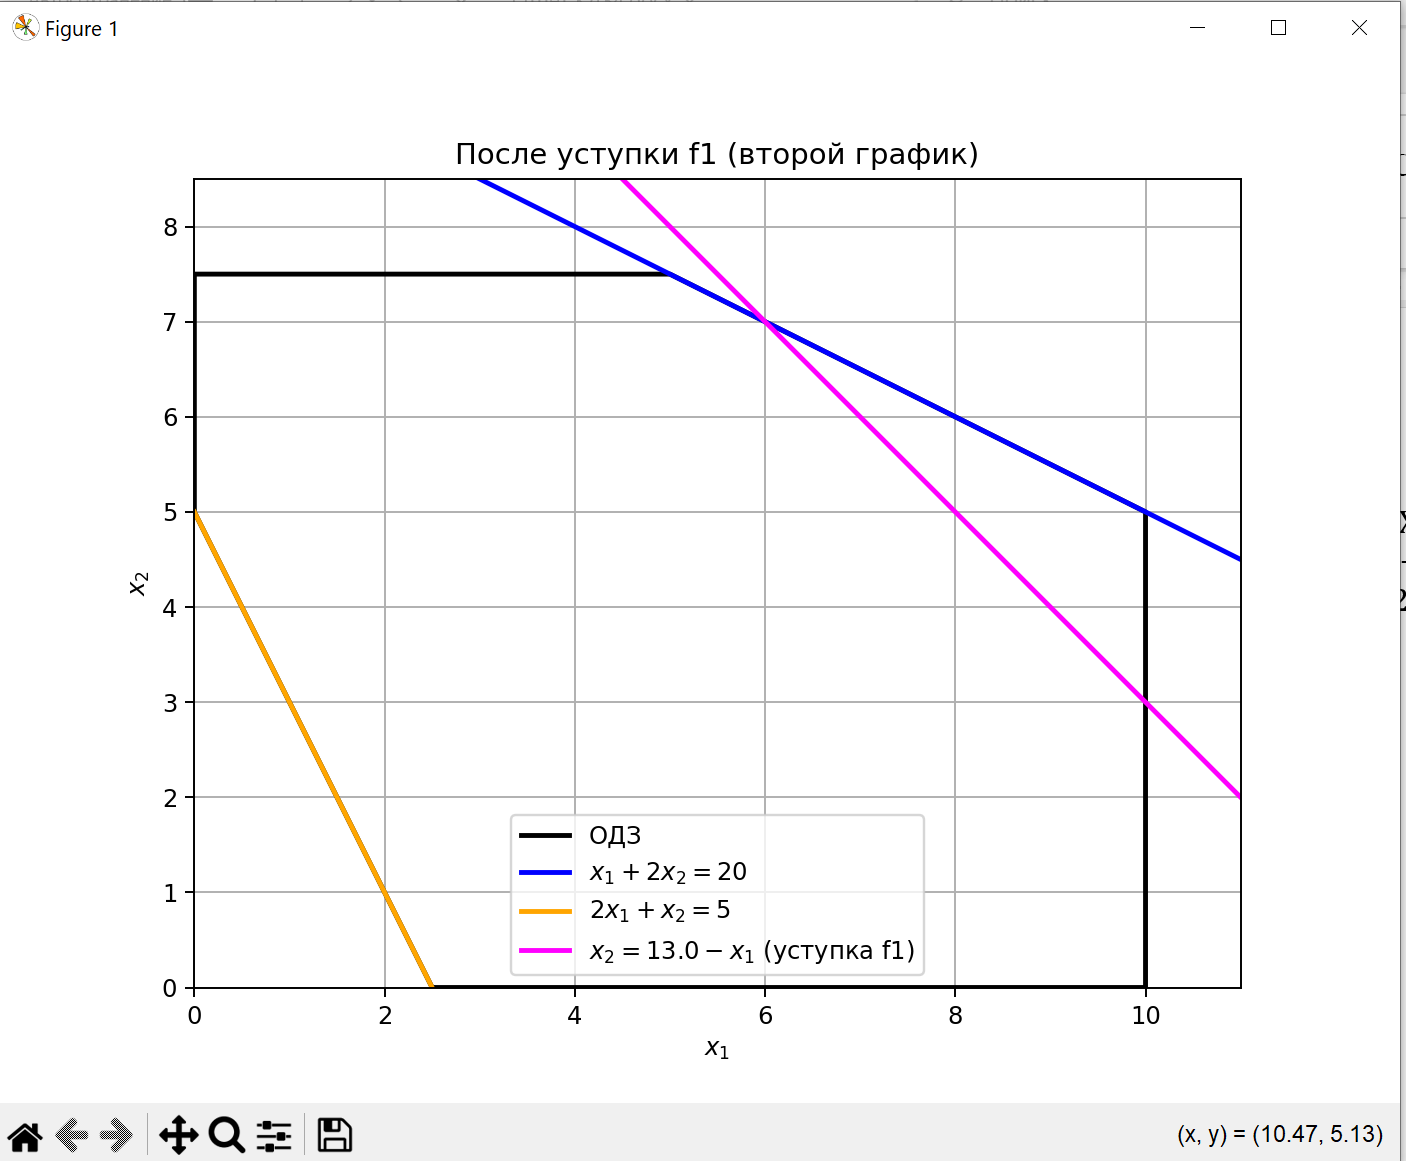 Figure 1
После уступки f1 (второй график)
8
7
6
5
4
3
2
1
0
x₂
ОДЗ
x₁ + 2x₂ = 20
2x₁ + x₂ = 5
x₂ = 13.0 − x₁ (уступка f1)
0 2 4 6 8 10
x₁
(x, y) = (10.47, 5.13)